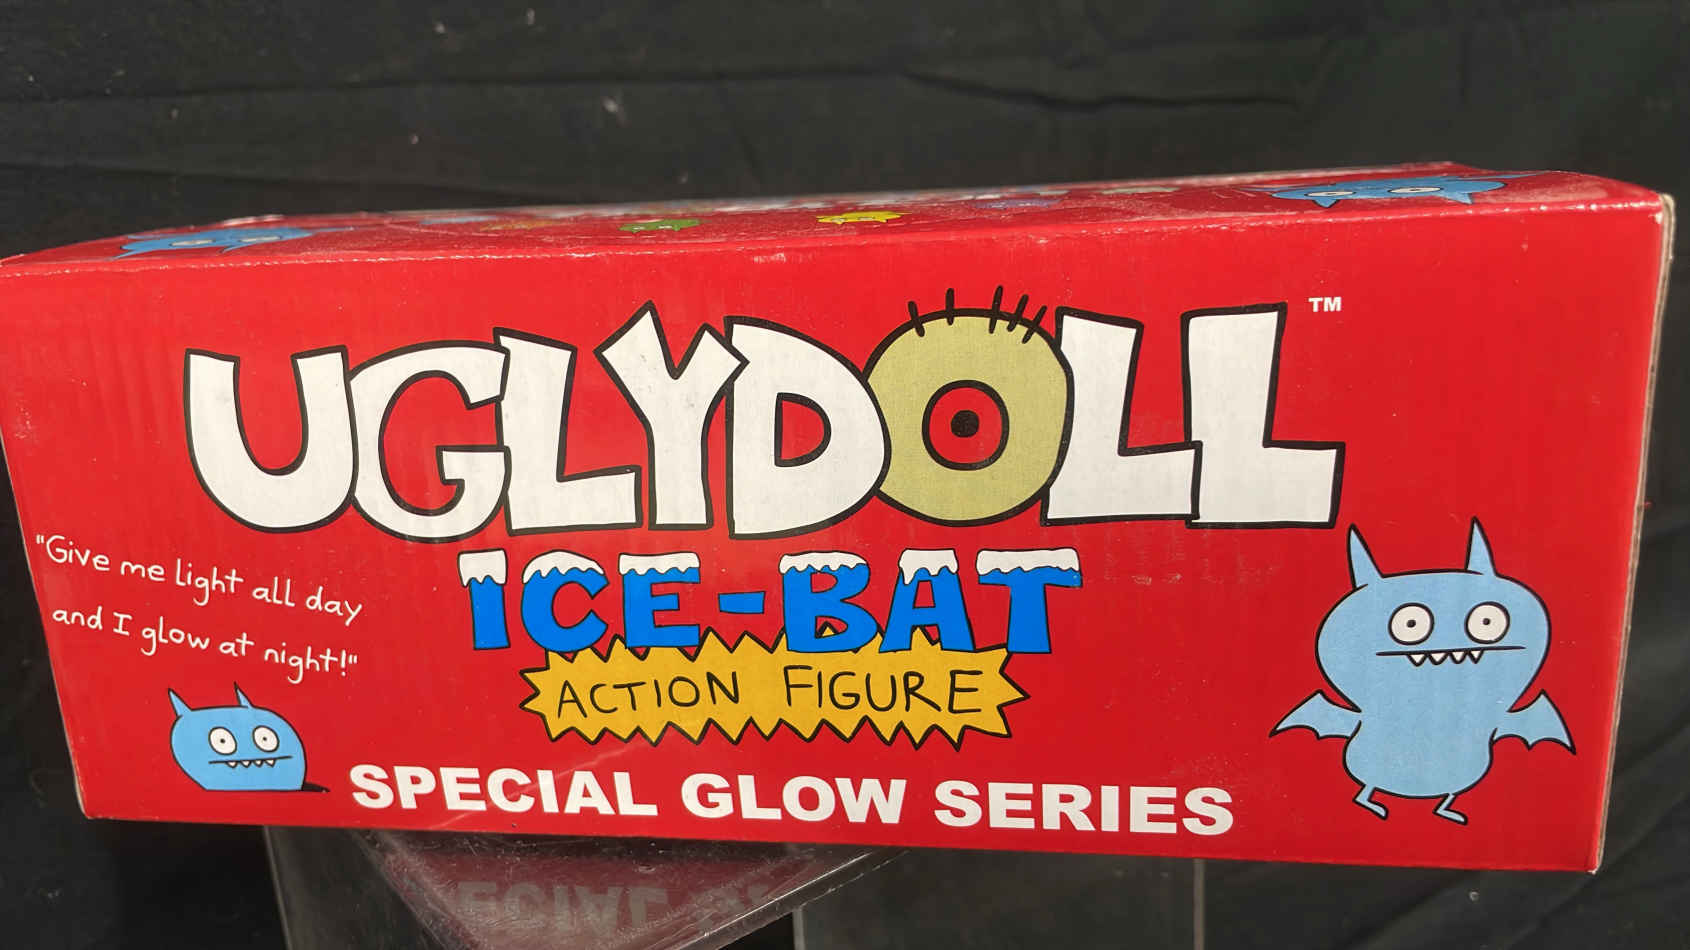 UGLYDOLL™
ICE-BAT
ACTION FIGURE
"Give me light all day
and I glow at night!"
SPECIAL GLOW SERIES